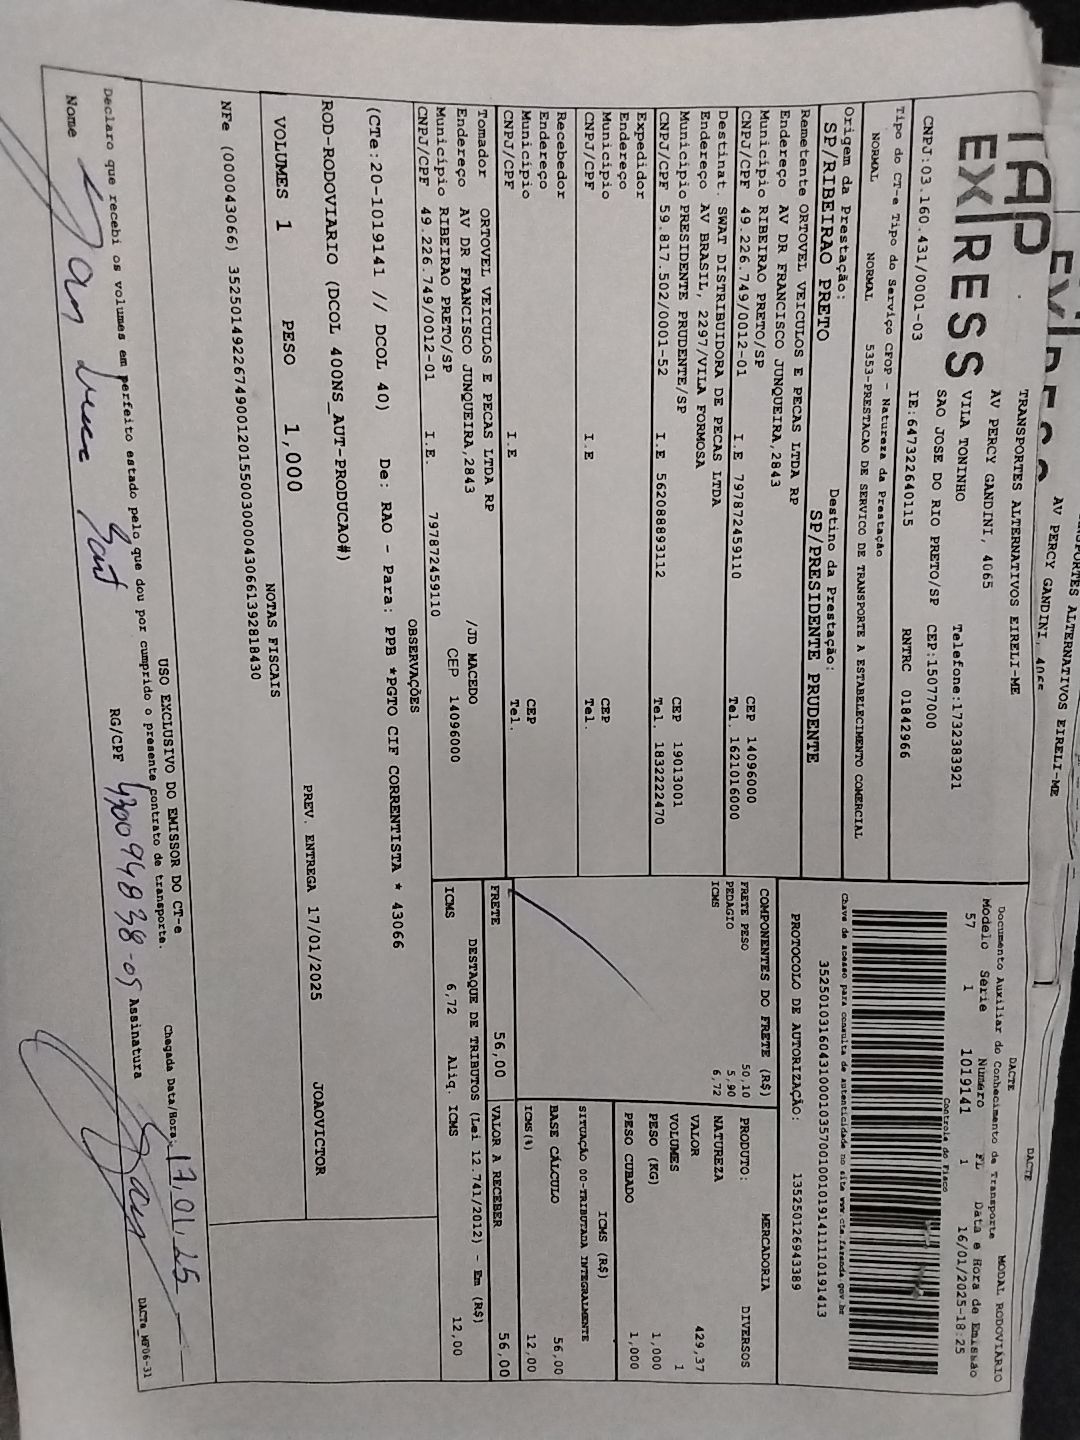 TAP
EXPRESS
TRANSPORTES ALTERNATIVOS EIRELI-ME
AV PERCY GANDINI, 4065
VILA TONINHO Telefone:1732383921
SAO JOSE DO RIO PRETO/SP CEP:15077000
CNPJ:03.160.431/0001-03 IE:647322640115 RNTRC 01842966
Tipo do CT-e Tipo do Serviço CFOP - Natureza da Prestação
NORMAL NORMAL 5353-PRESTACAO DE SERVICO DE TRANSPORTE A ESTABELECIMENTO COMERCIAL
Origem da Prestação: Destino da Prestação:
SP/RIBEIRAO PRETO SP/PRESIDENTE PRUDENTE
Remetente ORTOVEL VEICULOS E PECAS LTDA RP
Endereço AV DR FRANCISCO JUNQUEIRA,2843
Município RIBEIRAO PRETO/SP CEP 14096000
CNPJ/CPF 49.226.749/0012-01 I.E 797872459110 Tel. 1621016000
Destinat. SWAT DISTRIBUIDORA DE PECAS LTDA
Endereço AV BRASIL, 2297/VILA FORMOSA
Município PRESIDENTE PRUDENTE/SP CEP 19013001
CNPJ/CPF 59.817.502/0001-52 I.E 562088893112 Tel. 1832222470
Expedidor
Endereço
Município CEP
CNPJ/CPF I.E Tel.
Recebedor
Endereço
Município CEP
CNPJ/CPF I.E Tel.
Tomador ORTOVEL VEICULOS E PECAS LTDA RP
Endereço AV DR FRANCISCO JUNQUEIRA,2843 /JD MACEDO
Município RIBEIRAO PRETO/SP CEP 14096000
CNPJ/CPF 49.226.749/0012-01 I.E. 797872459110
DACTE
Documento Auxiliar do Conhecimento de Transporte MODAL RODOVIÁRIO
Modelo Série Número FL Data e Hora de Emissão
57 1 1019141 1 16/01/2025-18:25
Controle do Fisco
Chave de acesso para consulta de autenticidade no site www.cte.fazenda.gov.br
PROTOCOLO DE AUTORIZAÇÃO: 135250126943389
COMPONENTES DO FRETE (R$)
FRETE PESO 50,10
PEDAGIO 5,90
ICMS 6,72
PRODUTO: MERCADORIA
NATUREZA DIVERSOS
VALOR 429,37
VOLUMES 1
PESO (KG) 1,000
PESO CUBADO 1,000
ICMS (R$)
SITUAÇÃO 00-TRIBUTADA INTEGRALMENTE
BASE CÁLCULO 56,00
ICMS(%) 12,00
FRETE 56,00 VALOR A RECEBER 56,00
DESTAQUE DE TRIBUTOS (Lei 12.741/2012) - Em (R$)
ICMS 6,72 Aliq. ICMS 12,00
OBSERVAÇÕES
(CTe:20-1019141 // DCOL 40) De: RAO - Para: PPB *PGTO CIF CORRENTISTA * 43066
ROD-RODOVIARIO (DCOL 40ONS_AUT-PRODUCAO#)
PREV. ENTREGA 17/01/2025 JOAOVICTOR
VOLUMES 1 PESO 1,000
NOTAS FISCAIS
NFe (000043066)
USO EXCLUSIVO DO EMISSOR DO CT-e
Declaro que recebi os volumes em perfeito estado pelo que dou por cumprido o presente contrato de transporte.
Chegada Data/Hora: 17,01,25
Nome RG/CPF Assinatura
DACTe_MF06-31
DACTE